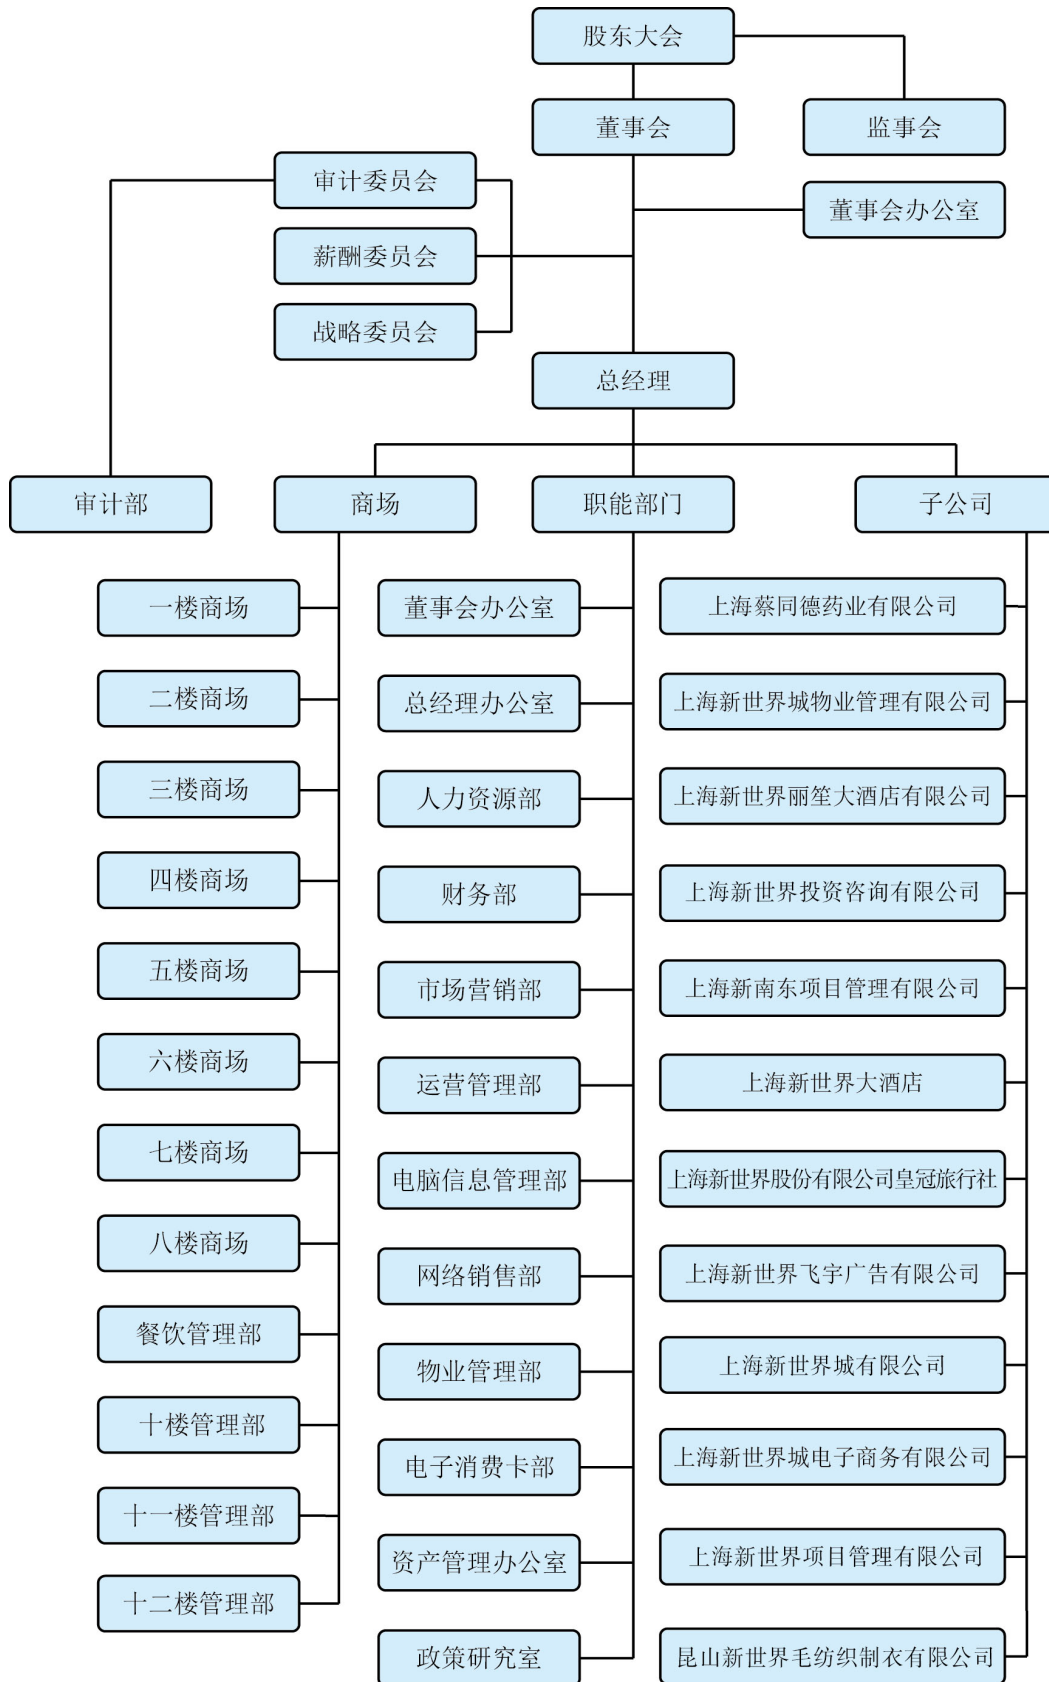 股东大会
董事会
监事会
审计委员会
董事会办公室
薪酬委员会
战略委员会
总经理
审计部
商场
职能部门
子公司
一楼商场
二楼商场
三楼商场
四楼商场
五楼商场
六楼商场
七楼商场
八楼商场
餐饮管理部
十楼管理部
十一楼管理部
十二楼管理部
董事会办公室
总经理办公室
人力资源部
财务部
市场营销部
运营管理部
电脑信息管理部
网络销售部
物业管理部
电子消费卡部
资产管理办公室
政策研究室
上海蔡同德药业有限公司
上海新世界城物业管理有限公司
上海新世界丽笙大酒店有限公司
上海新世界投资咨询有限公司
上海新南东项目管理有限公司
上海新世界大酒店
上海新世界股份有限公司皇冠旅行社
上海新世界飞宇广告有限公司
上海新世界城有限公司
上海新世界城电子商务有限公司
上海新世界项目管理有限公司
昆山新世界毛纺织制衣有限公司